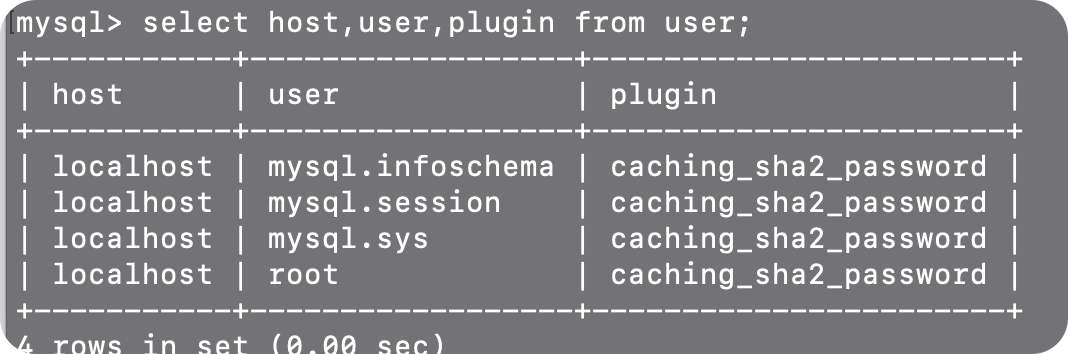 mysql> select host,user,plugin from user;
+-----------+------------------+-----------------------+
| host      | user             | plugin                |
+-----------+------------------+-----------------------+
| localhost | mysql.infoschema | caching_sha2_password |
| localhost | mysql.session    | caching_sha2_password |
| localhost | mysql.sys        | caching_sha2_password |
| localhost | root             | caching_sha2_password |
+-----------+------------------+-----------------------+
4 rows in set (0.00 sec)